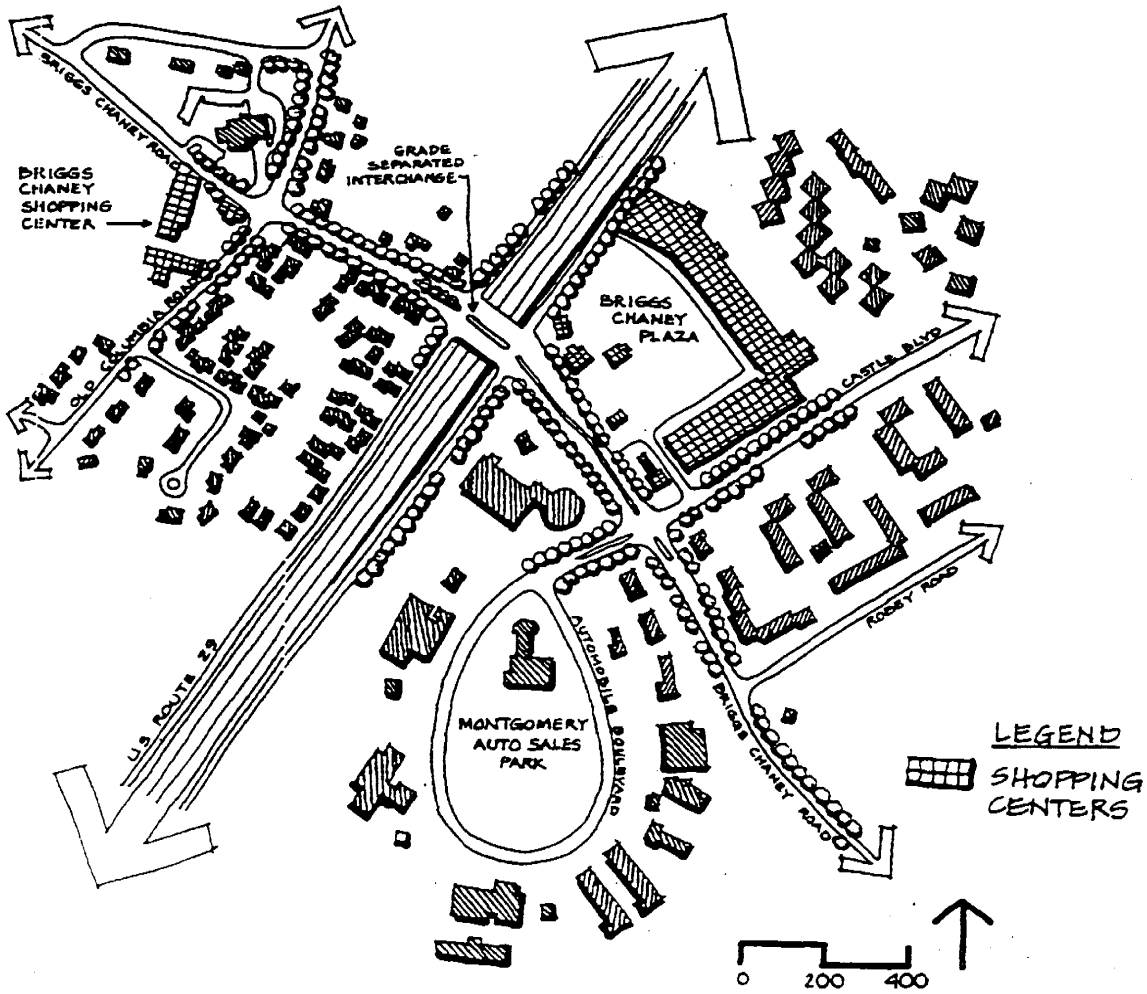 BRIGGS CHANEY ROAD
GRADE
SEPARATED
INTERCHANGE
BRIGGS
CHANEY
SHOPPING
CENTER
OLD COLUMBIA ROAD
BRIGGS
CHANEY
PLAZA
CASTLE BLVD
ROBEY ROAD
U.S ROUTE 29
AUTOMOBILE BOULEVARD
MONTGOMERY
AUTO SALES
PARK
BRIGGS CHANEY ROAD
LEGEND
SHOPPING
CENTERS
0 200 400